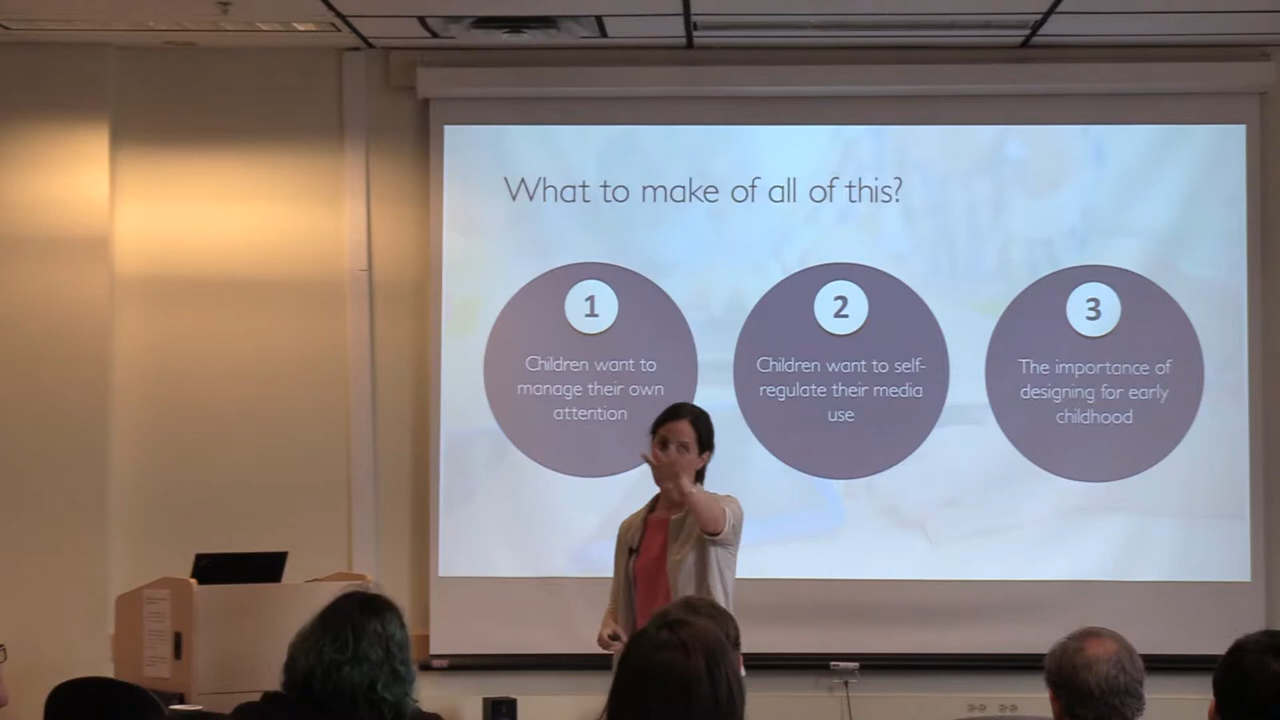 What to make of all of this?
1
Children want to
manage their own
attention
2
Children want to self-
regulate their media
use
3
The importance of
designing for early
childhood